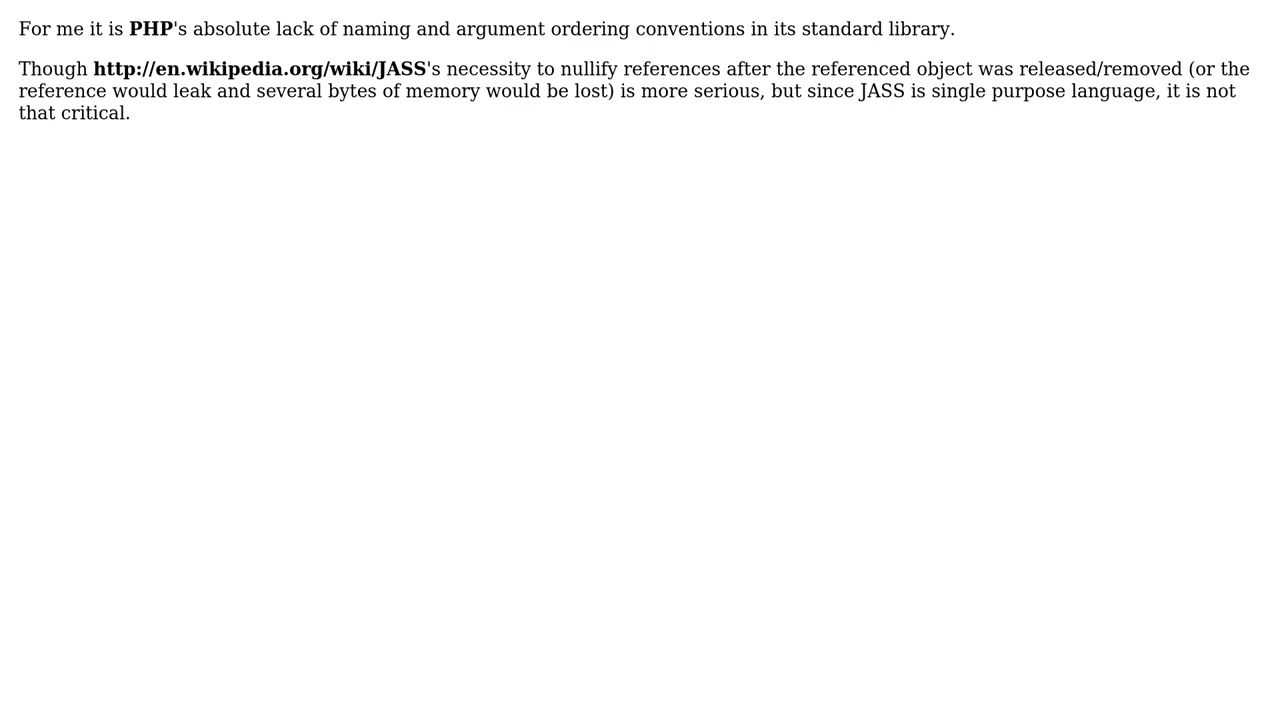 For me it is PHP's absolute lack of naming and argument ordering conventions in its standard library.
Though http://en.wikipedia.org/wiki/JASS's necessity to nullify references after the referenced object was released/removed (or the
reference would leak and several bytes of memory would be lost) is more serious, but since JASS is single purpose language, it is not
that critical.